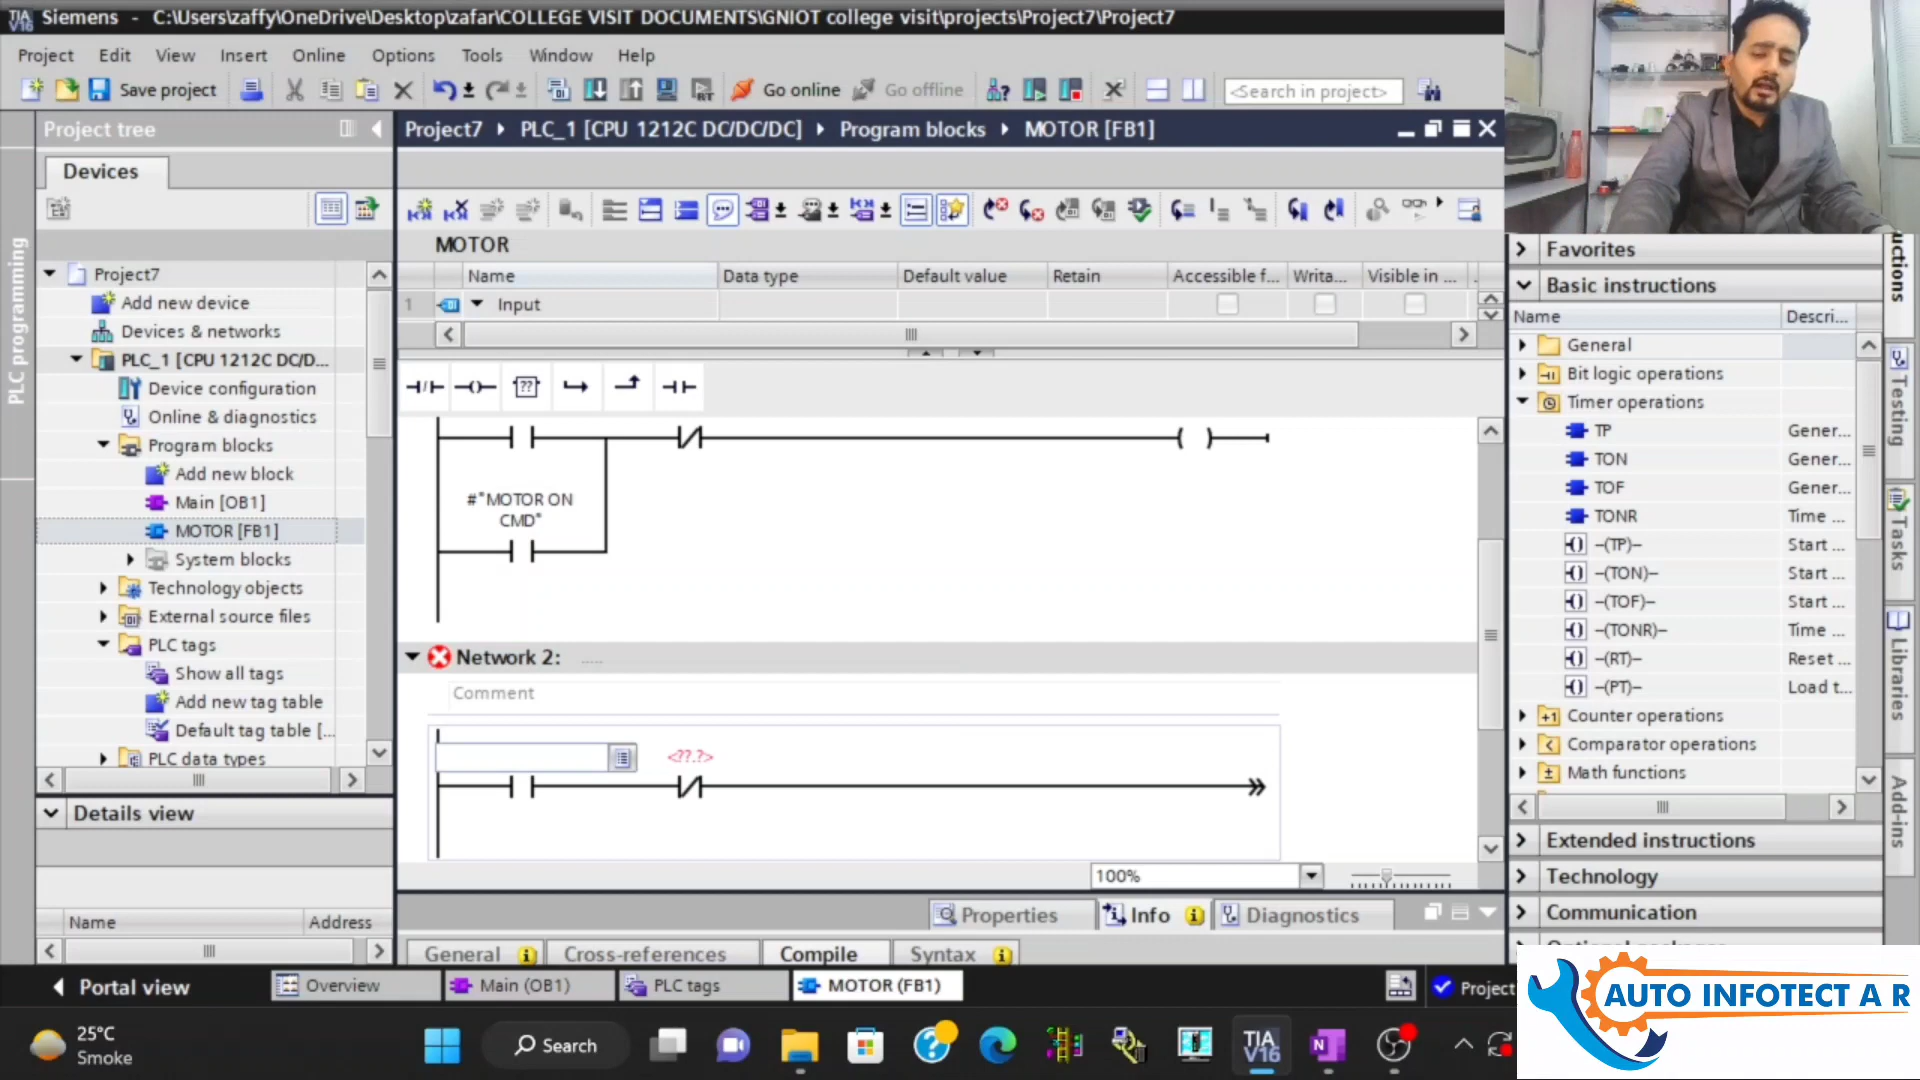 Siemens - C:\Users\zaffy\OneDrive\Desktop\zafar\COLLEGE VISIT DOCUMENTS\GNIOT college visit\projects\Project7\Project7
TIA
V16
Project Edit View Insert Online Options Tools Window Help
Save project
RT
Go online
Go offline
<Search in project>
Project tree
Project7 PLC_1 [CPU 1212C DC/DC/DC] Program blocks MOTOR [FB1]
Devices
PLC programming
Project7
Add new device
Devices & networks
PLC_1 [CPU 1212C DC/D...
Device configuration
Online & diagnostics
Program blocks
Add new block
Main [OB1]
MOTOR [FB1]
System blocks
Technology objects
External source files
PLC tags
Show all tags
Add new tag table
Default tag table [...
PLC data types
Details view
Name Address
MOTOR
Name Data type Default value Retain Accessible f... Writa... Visible in ...
1 Input
??
#"MOTOR ON
CMD"
Network 2: .....
Comment
<??.?>
100%
Properties Info Diagnostics
General Cross-references Compile Syntax
Favorites
Basic instructions
Name Descri...
General
Bit logic operations
Timer operations
TP Gener...
TON Gener...
TOF Gener...
TONR Time ...
-(TP)- Start ...
-(TON)- Start ...
-(TOF)- Start ...
-(TONR)- Time ...
-(RT)- Reset ...
-(PT)- Load t...
Counter operations
Comparator operations
Math functions
Extended instructions
Technology
Communication
uctions
Testing
Tasks
Libraries
Add-ins
Portal view Overview Main (OB1) PLC tags MOTOR (FB1) Project
AUTO INFOTECT A R
25°C
Smoke
Search
TIA
V16
N